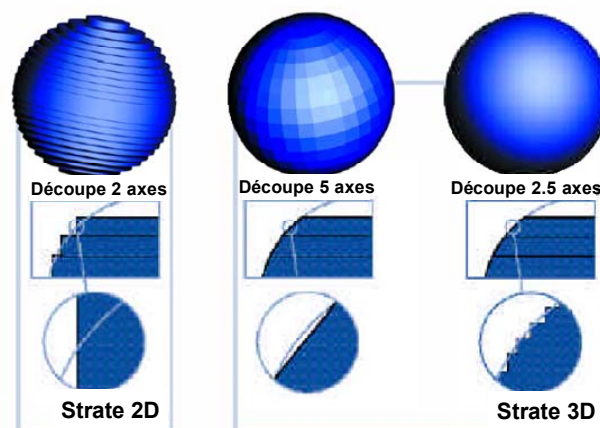 Découpe 2 axes
Découpe 5 axes
Découpe 2.5 axes
Strate 2D
Strate 3D